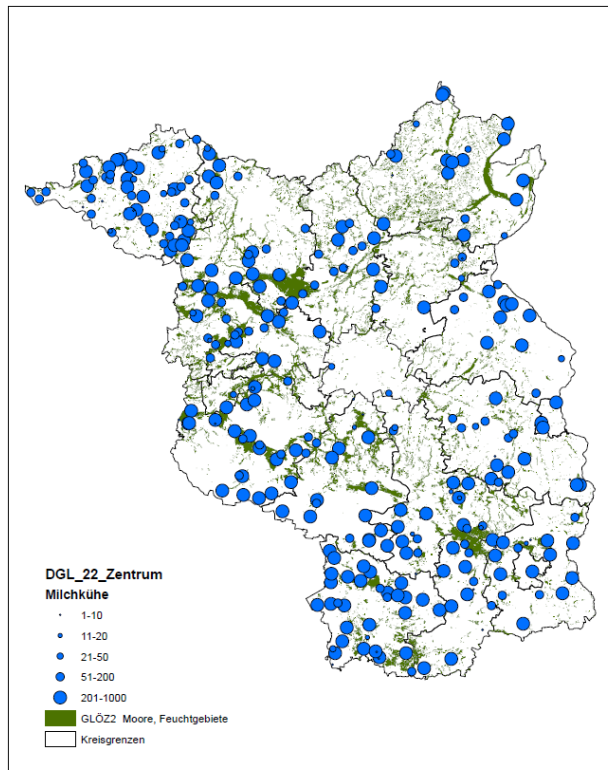 DGL_22_Zentrum
Milchkühe
1-10
11-20
21-50
51-200
201-1000
GLÖZ2 Moore, Feuchtgebiete
Kreisgrenzen